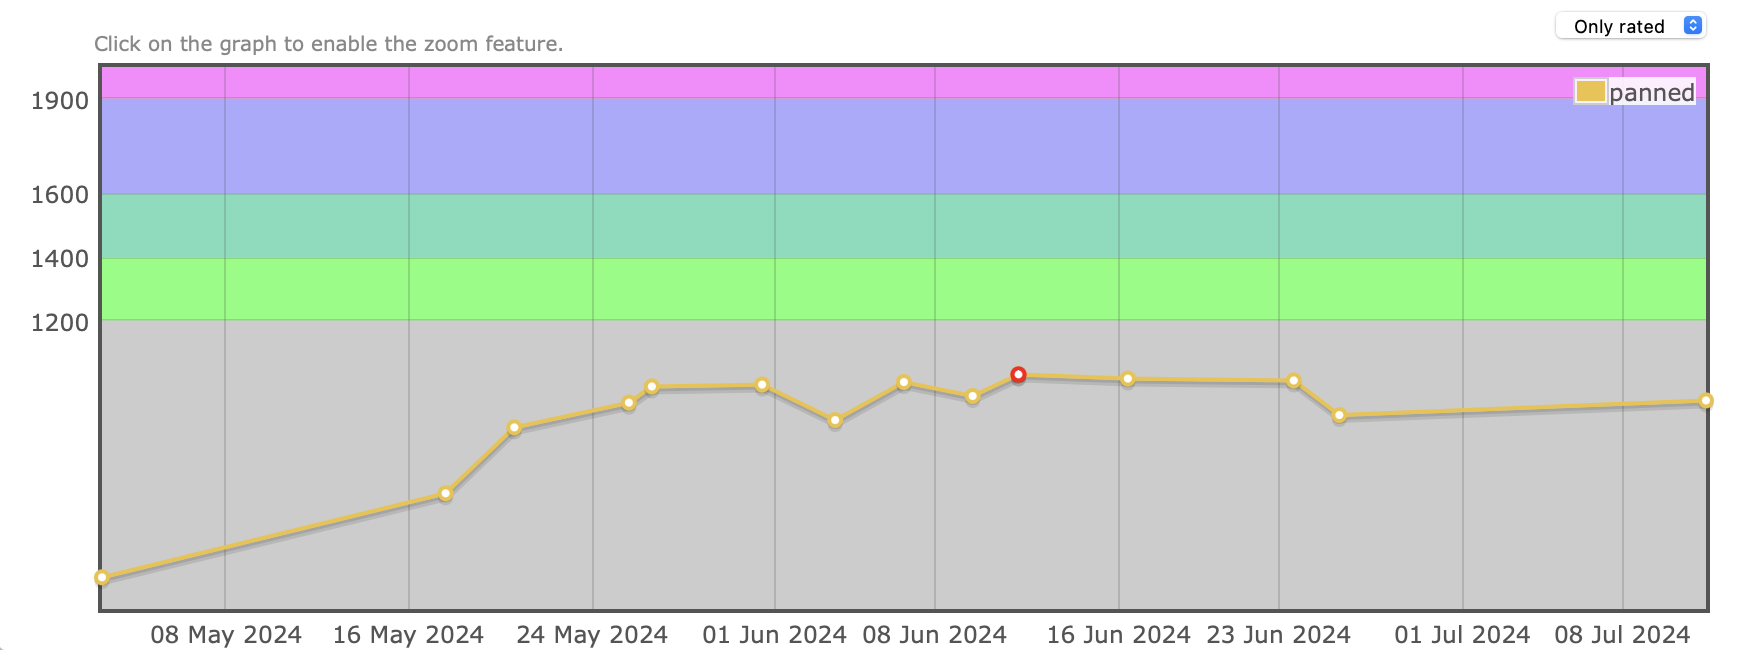 Only rated
Click on the graph to enable the zoom feature.
panned
1900
1600
1400
1200
08 May 2024 16 May 2024 24 May 2024 01 Jun 2024 08 Jun 2024 16 Jun 2024 23 Jun 2024 01 Jul 2024 08 Jul 2024